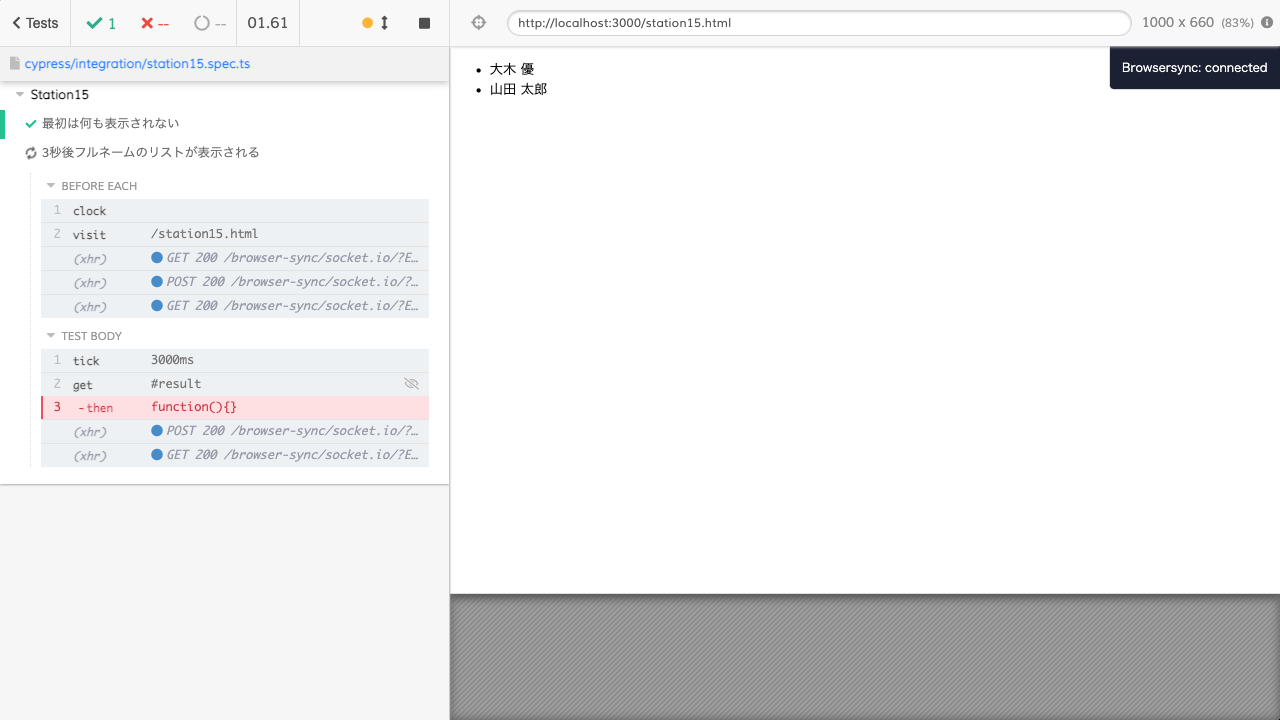 Tests
1
--
--
01.61
http://localhost:3000/station15.html
1000 x 660 (83%)
cypress/integration/station15.spec.ts
Station15
最初は何も表示されない
3秒後フルネームのリストが表示される
BEFORE EACH
1 clock
2 visit /station15.html
(xhr) GET 200 /browser-sync/socket.io/?E…
(xhr) POST 200 /browser-sync/socket.io/?…
(xhr) GET 200 /browser-sync/socket.io/?E…
TEST BODY
1 tick 3000ms
2 get #result
3 -then function(){}
(xhr) POST 200 /browser-sync/socket.io/?…
(xhr) GET 200 /browser-sync/socket.io/?E…
• 大木 優
• 山田 太郎
Browsersync: connected